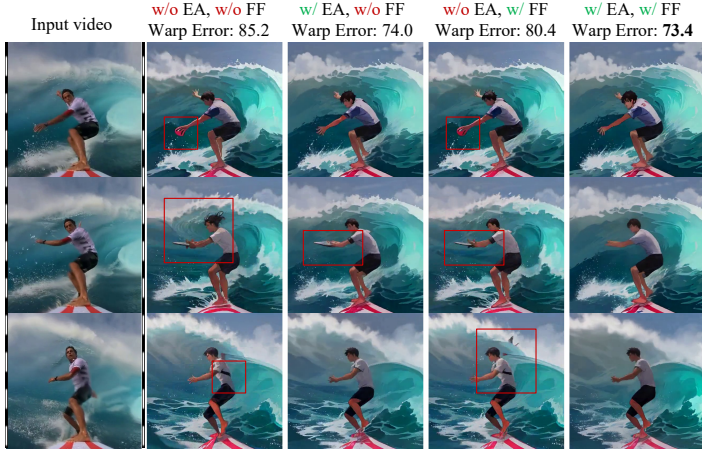 Input video
w/o EA, w/o FF
Warp Error: 85.2
w/ EA, w/o FF
Warp Error: 74.0
w/o EA, w/ FF
Warp Error: 80.4
w/ EA, w/ FF
Warp Error: 73.4